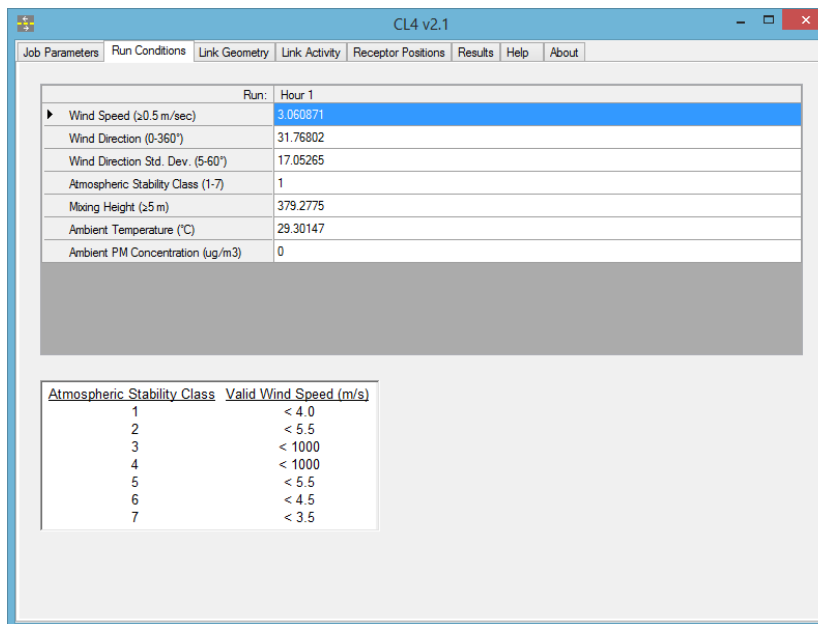 CL4 v2.1
Job Parameters Run Conditions Link Geometry Link Activity Receptor Positions Results Help About
Run: Hour 1
Wind Speed (≥0.5 m/sec) 3.060871
Wind Direction (0-360°) 31.76802
Wind Direction Std. Dev. (5-60°) 17.05265
Atmospheric Stability Class (1-7) 1
Mixing Height (≥5 m) 379.2775
Ambient Temperature (°C) 29.30147
Ambient PM Concentration (ug/m3) 0
Atmospheric Stability Class Valid Wind Speed (m/s)
1 < 4.0
2 < 5.5
3 < 1000
4 < 1000
5 < 5.5
6 < 4.5
7 < 3.5